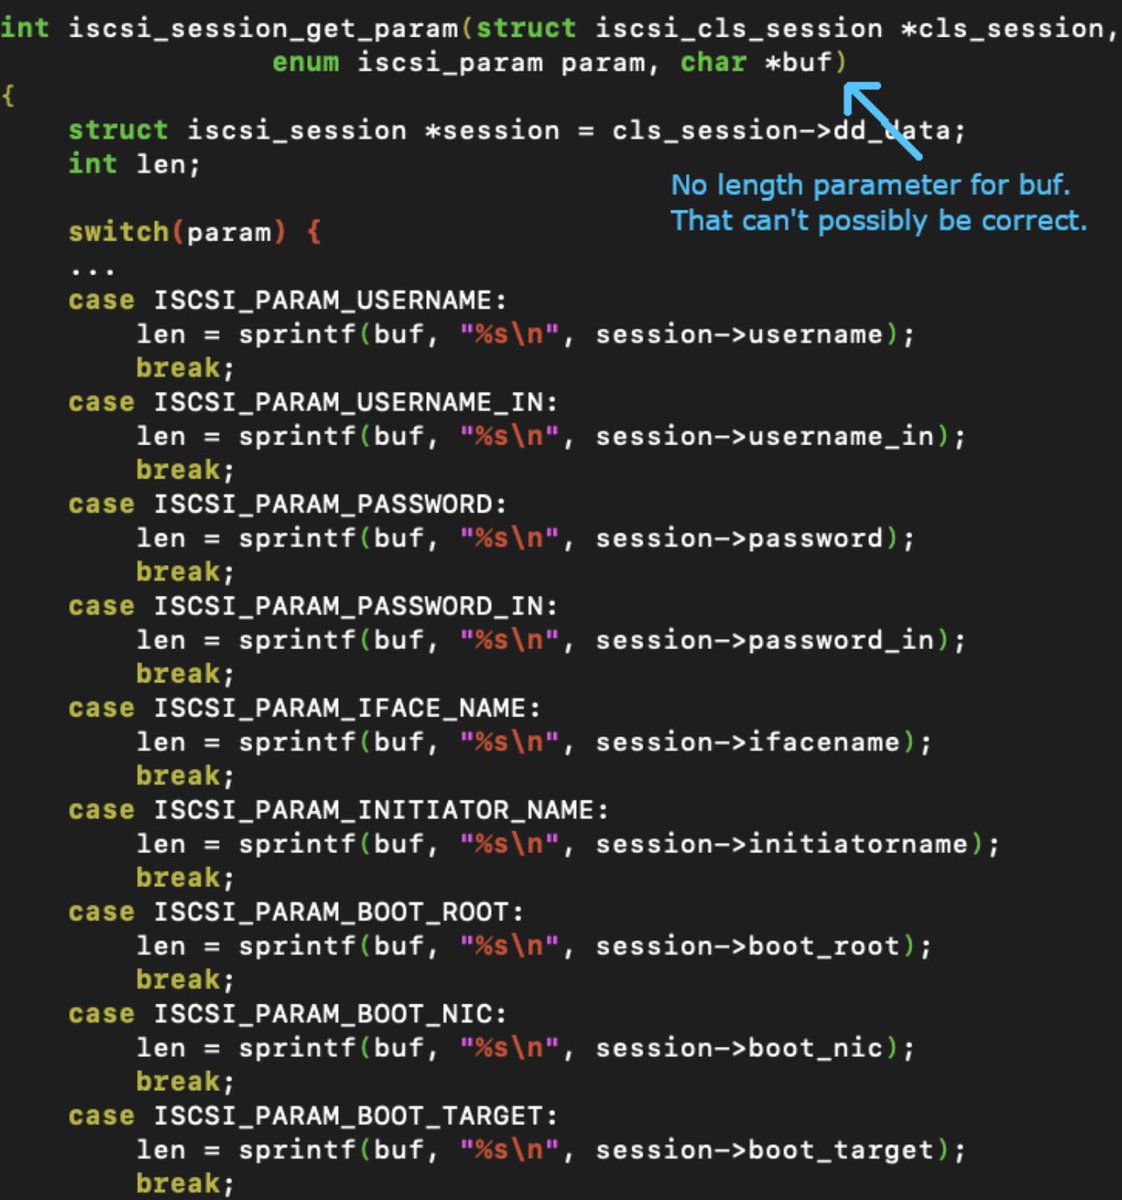 int iscsi_session_get_param(struct iscsi_cls_session *cls_session,
enum iscsi_param param, char *buf)
{
struct iscsi_session *session = cls_session->dd_data;
int len;
No length parameter for buf.
That can't possibly be correct.
switch(param) {
...
case ISCSI_PARAM_USERNAME:
len = sprintf(buf, "%s\n", session->username);
break;
case ISCSI_PARAM_USERNAME_IN:
len = sprintf(buf, "%s\n", session->username_in);
break;
case ISCSI_PARAM_PASSWORD:
len = sprintf(buf, "%s\n", session->password);
break;
case ISCSI_PARAM_PASSWORD_IN:
len = sprintf(buf, "%s\n", session->password_in);
break;
case ISCSI_PARAM_IFACE_NAME:
len = sprintf(buf, "%s\n", session->ifacename);
break;
case ISCSI_PARAM_INITIATOR_NAME:
len = sprintf(buf, "%s\n", session->initiatorname);
break;
case ISCSI_PARAM_BOOT_ROOT:
len = sprintf(buf, "%s\n", session->boot_root);
break;
case ISCSI_PARAM_BOOT_NIC:
len = sprintf(buf, "%s\n", session->boot_nic);
break;
case ISCSI_PARAM_BOOT_TARGET:
len = sprintf(buf, "%s\n", session->boot_target);
break;